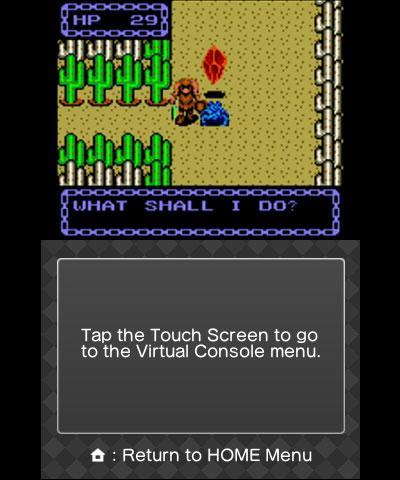 HP 29
WHAT SHALL I DO?
Tap the Touch Screen to go
to the Virtual Console menu.
: Return to HOME Menu